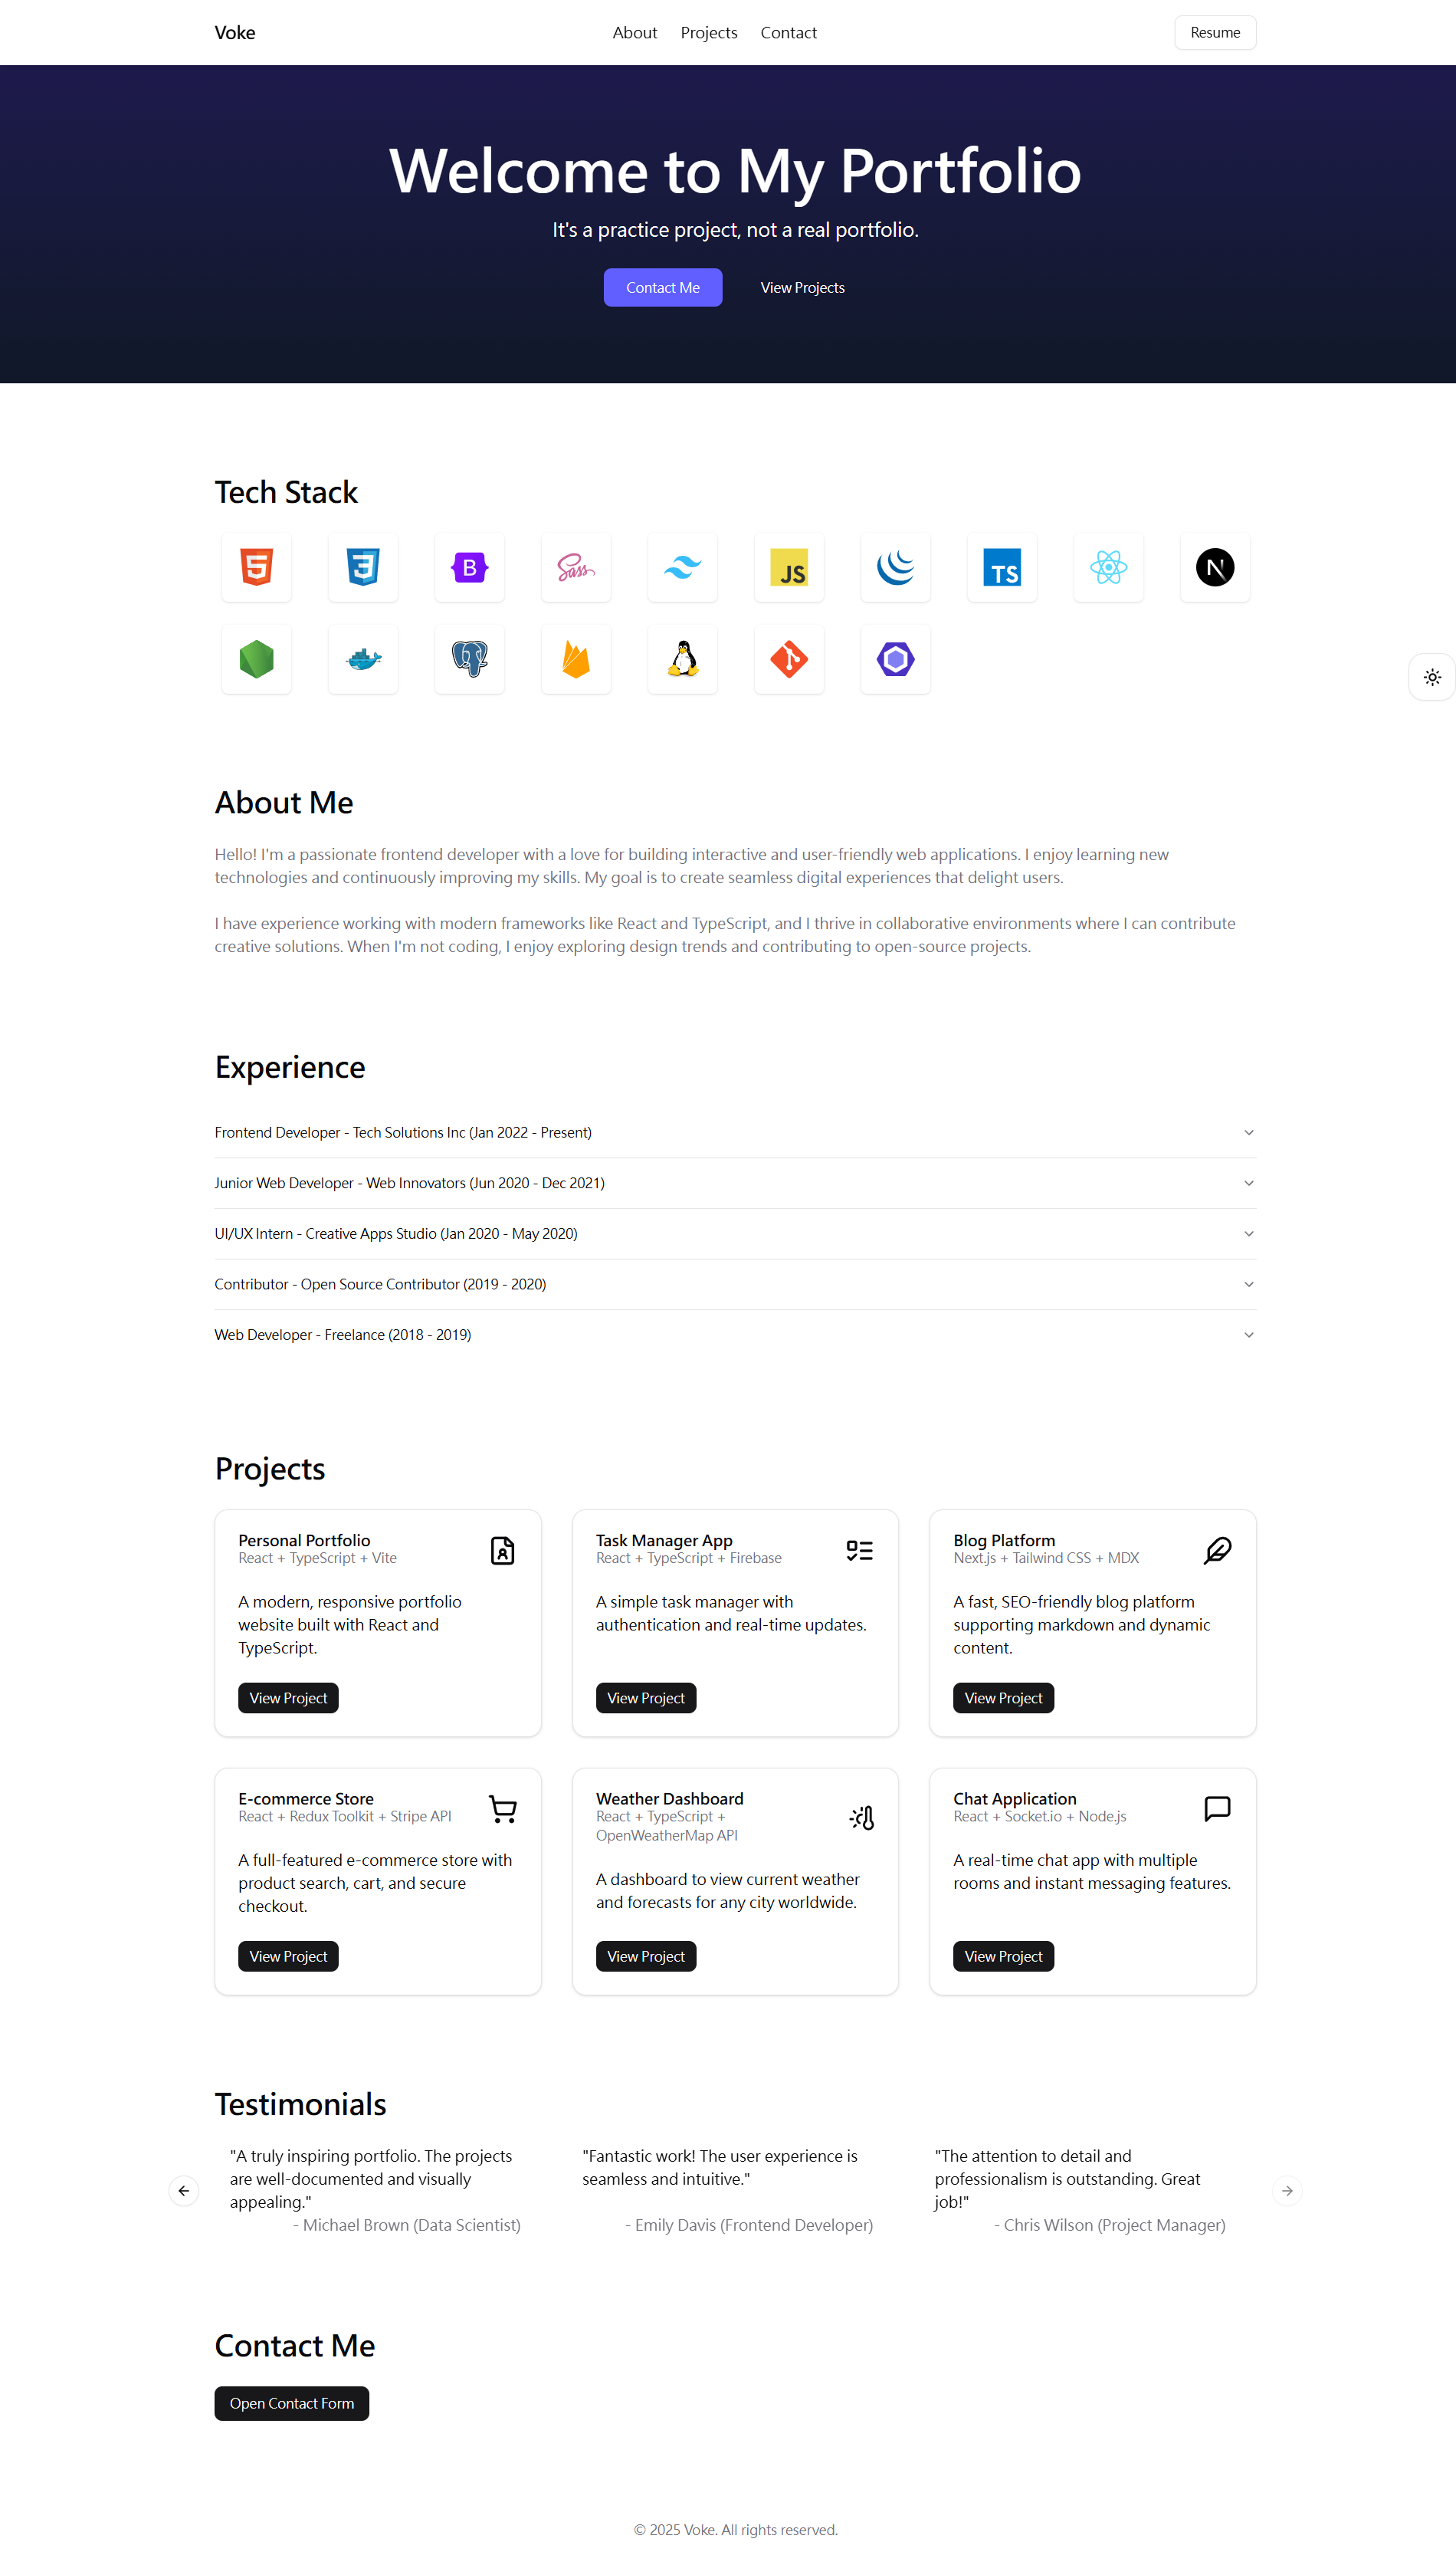 Voke
About
Projects
Contact
Resume
Welcome to My Portfolio
It's a practice project, not a real portfolio.
Contact Me
View Projects
Tech Stack
5
3
B
Sass
JS
TS
N
About Me
Hello! I'm a passionate frontend developer with a love for building interactive and user-friendly web applications. I enjoy learning new
technologies and continuously improving my skills. My goal is to create seamless digital experiences that delight users.
I have experience working with modern frameworks like React and TypeScript, and I thrive in collaborative environments where I can contribute
creative solutions. When I'm not coding, I enjoy exploring design trends and contributing to open-source projects.
Experience
Frontend Developer - Tech Solutions Inc (Jan 2022 - Present)
Junior Web Developer - Web Innovators (Jun 2020 - Dec 2021)
UI/UX Intern - Creative Apps Studio (Jan 2020 - May 2020)
Contributor - Open Source Contributor (2019 - 2020)
Web Developer - Freelance (2018 - 2019)
Projects
Personal Portfolio
React + TypeScript + Vite
A modern, responsive portfolio
website built with React and
TypeScript.
View Project
Task Manager App
React + TypeScript + Firebase
A simple task manager with
authentication and real-time updates.
View Project
Blog Platform
Next.js + Tailwind CSS + MDX
A fast, SEO-friendly blog platform
supporting markdown and dynamic
content.
View Project
E-commerce Store
React + Redux Toolkit + Stripe API
A full-featured e-commerce store with
product search, cart, and secure
checkout.
View Project
Weather Dashboard
React + TypeScript +
OpenWeatherMap API
A dashboard to view current weather
and forecasts for any city worldwide.
View Project
Chat Application
React + Socket.io + Node.js
A real-time chat app with multiple
rooms and instant messaging features.
View Project
Testimonials
"A truly inspiring portfolio. The projects
are well-documented and visually
appealing."
- Michael Brown (Data Scientist)
"Fantastic work! The user experience is
seamless and intuitive."
- Emily Davis (Frontend Developer)
"The attention to detail and
professionalism is outstanding. Great
job!"
- Chris Wilson (Project Manager)
Contact Me
Open Contact Form
© 2025 Voke. All rights reserved.